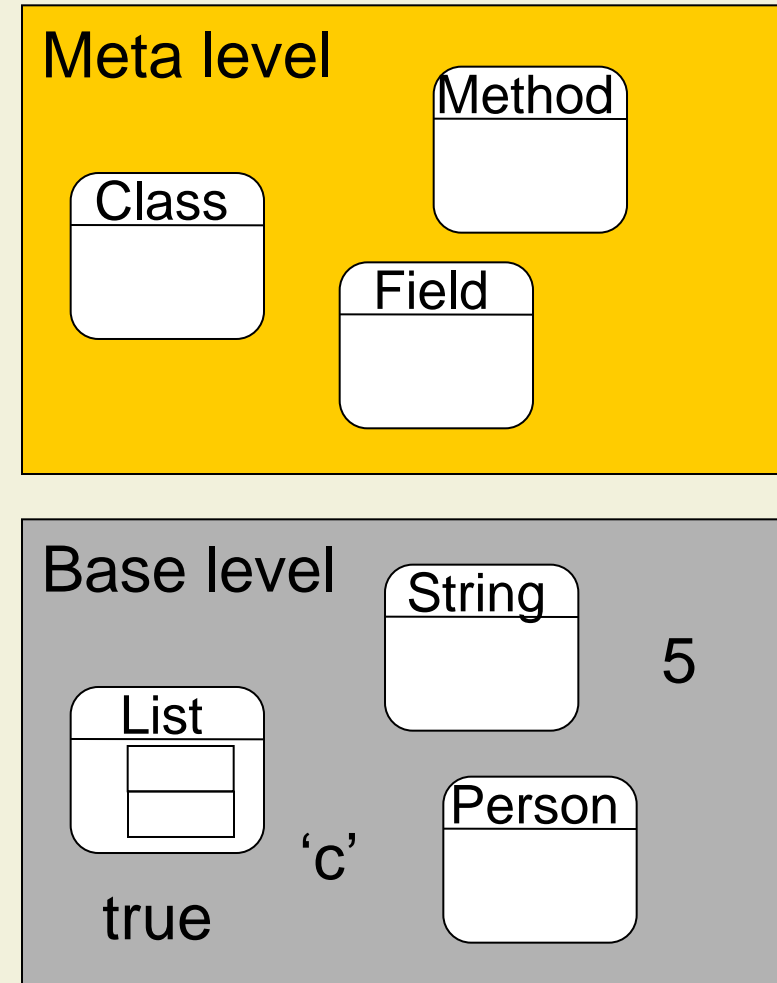 Meta level
Method
Class
Field
Base level
String
5
List
Person
‘c’
true